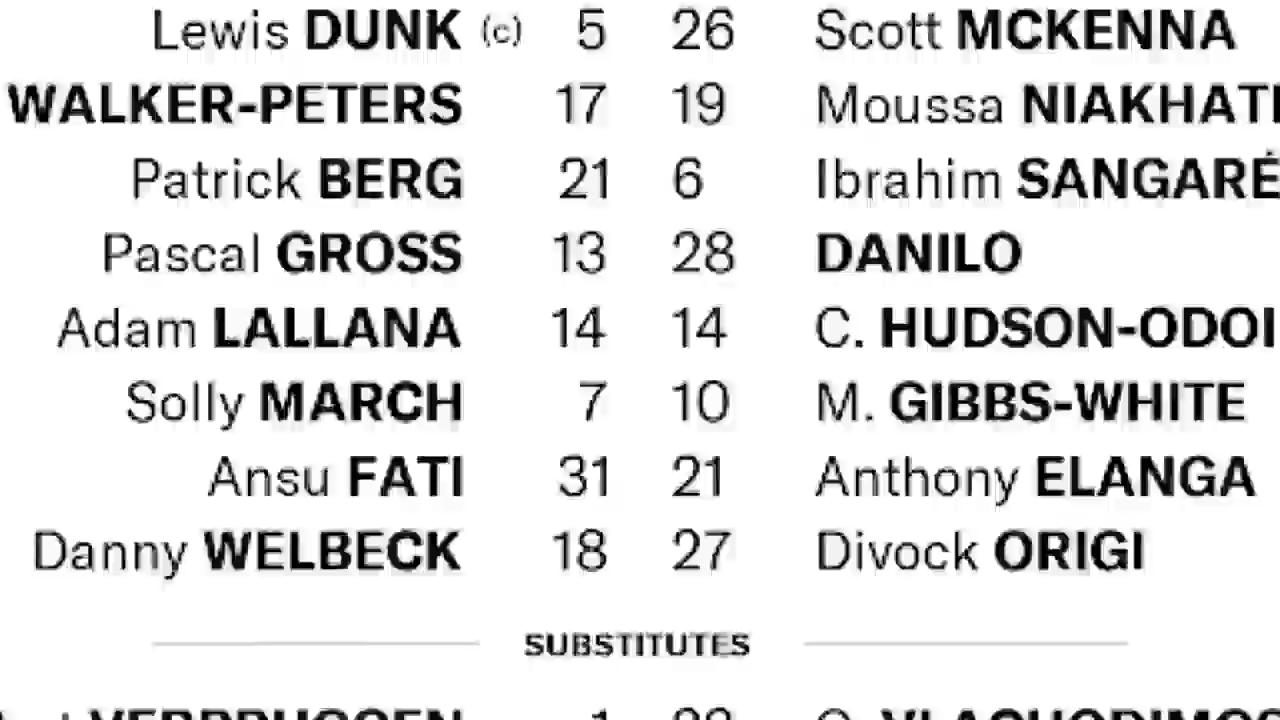 Lewis DUNK (c) 5 26 Scott MCKENNA
WALKER-PETERS 17 19 Moussa
Patrick BERG 21 6 Ibrahim SANGARÉ
Pascal GROSS 13 28 DANILO
Adam LALLANA 14 14 C. HUDSON-ODOI
Solly MARCH 7 10 M. GIBBS-WHITE
Ansu FATI 31 21 Anthony ELANGA
Danny WELBECK 18 27 Divock ORIGI
SUBSTITUTES